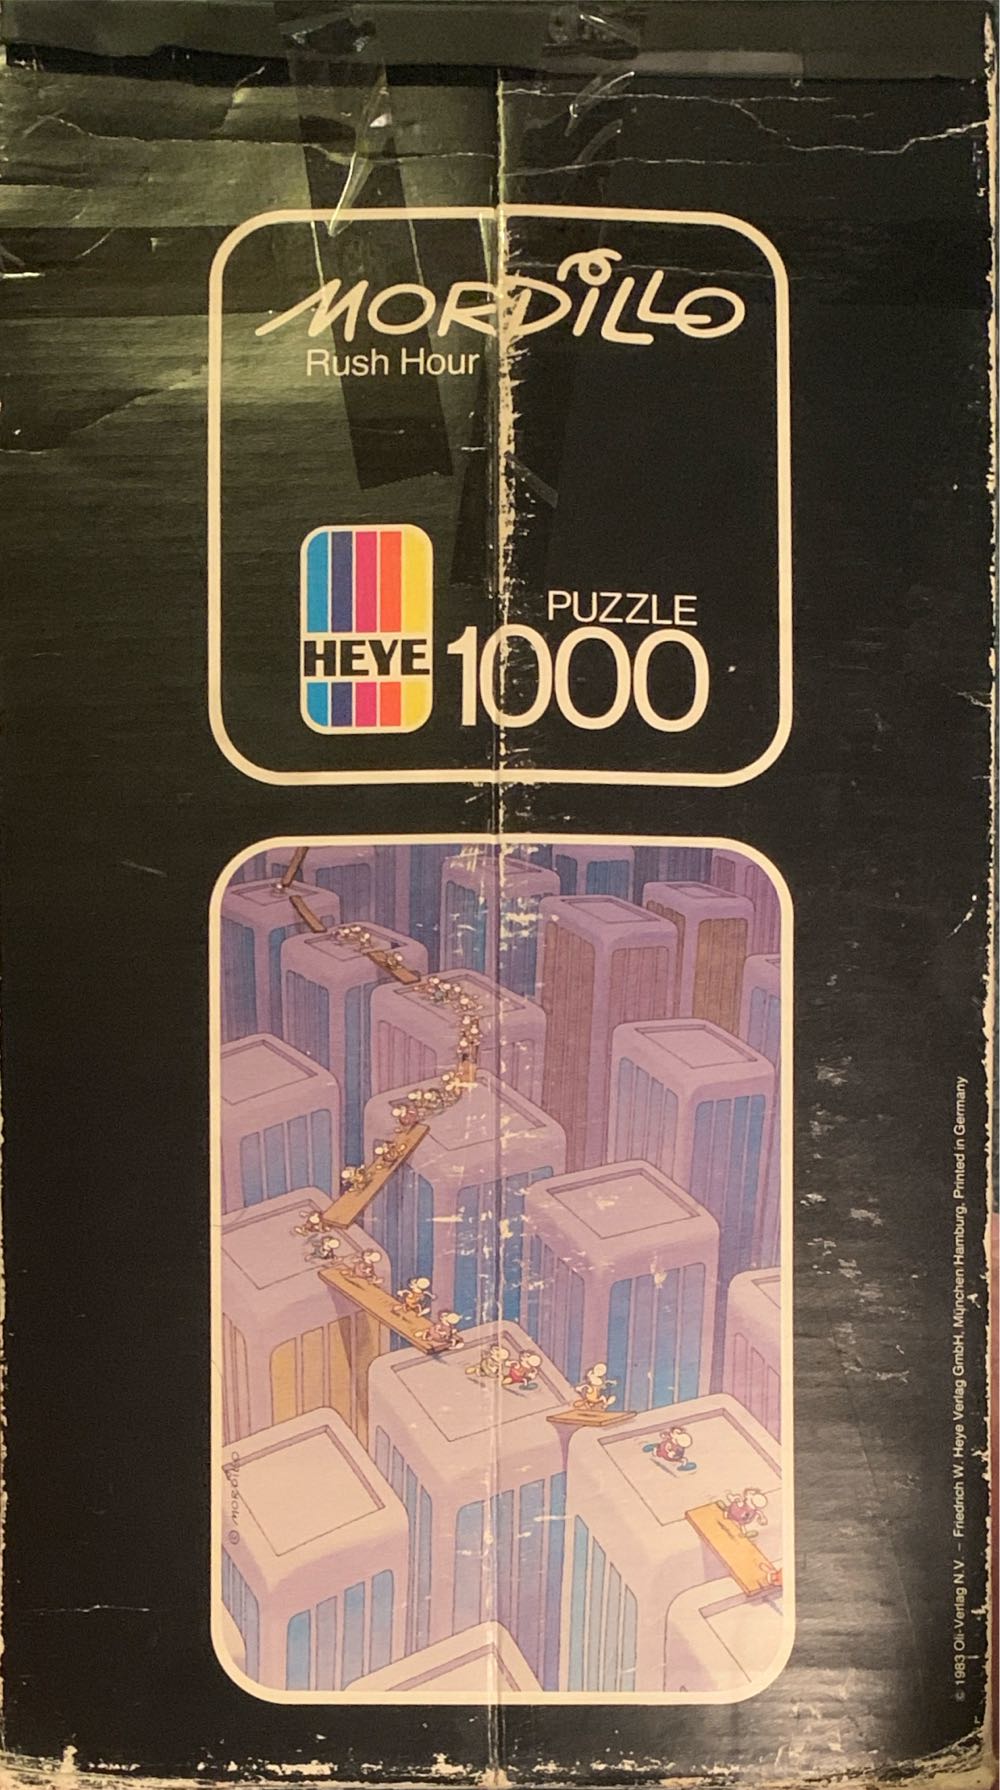 MORDILLO
Rush Hour
HEYE
PUZZLE
1000
© MORDILLO
© 1983 Oli-Verlag N.V. – Friedrich W. Heye Verlag GmbH. München/Hamburg. Printed in Germany